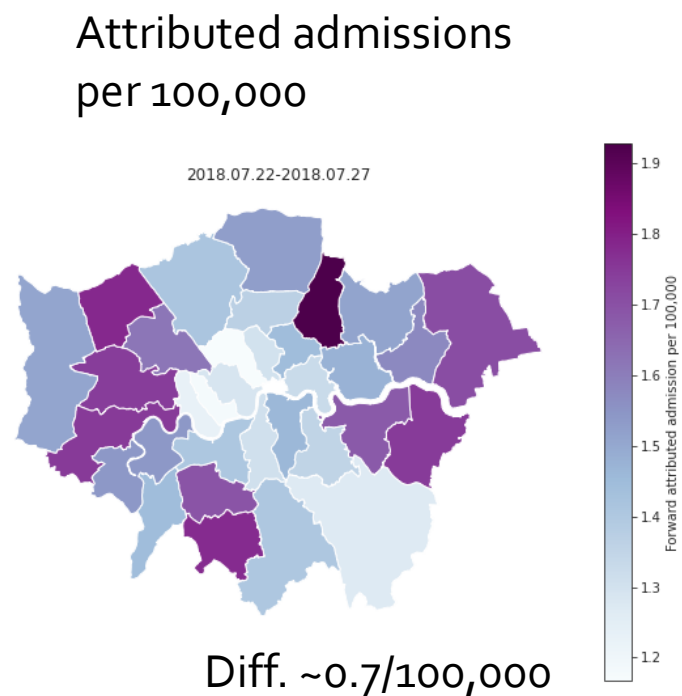 Attributed admissions
per 100,000
2018.07.22-2018.07.27
1.9
1.8
1.7
1.6
1.5
1.4
1.3
1.2
Forward attributed admission per 100,000
Diff. ~0.7/100,000